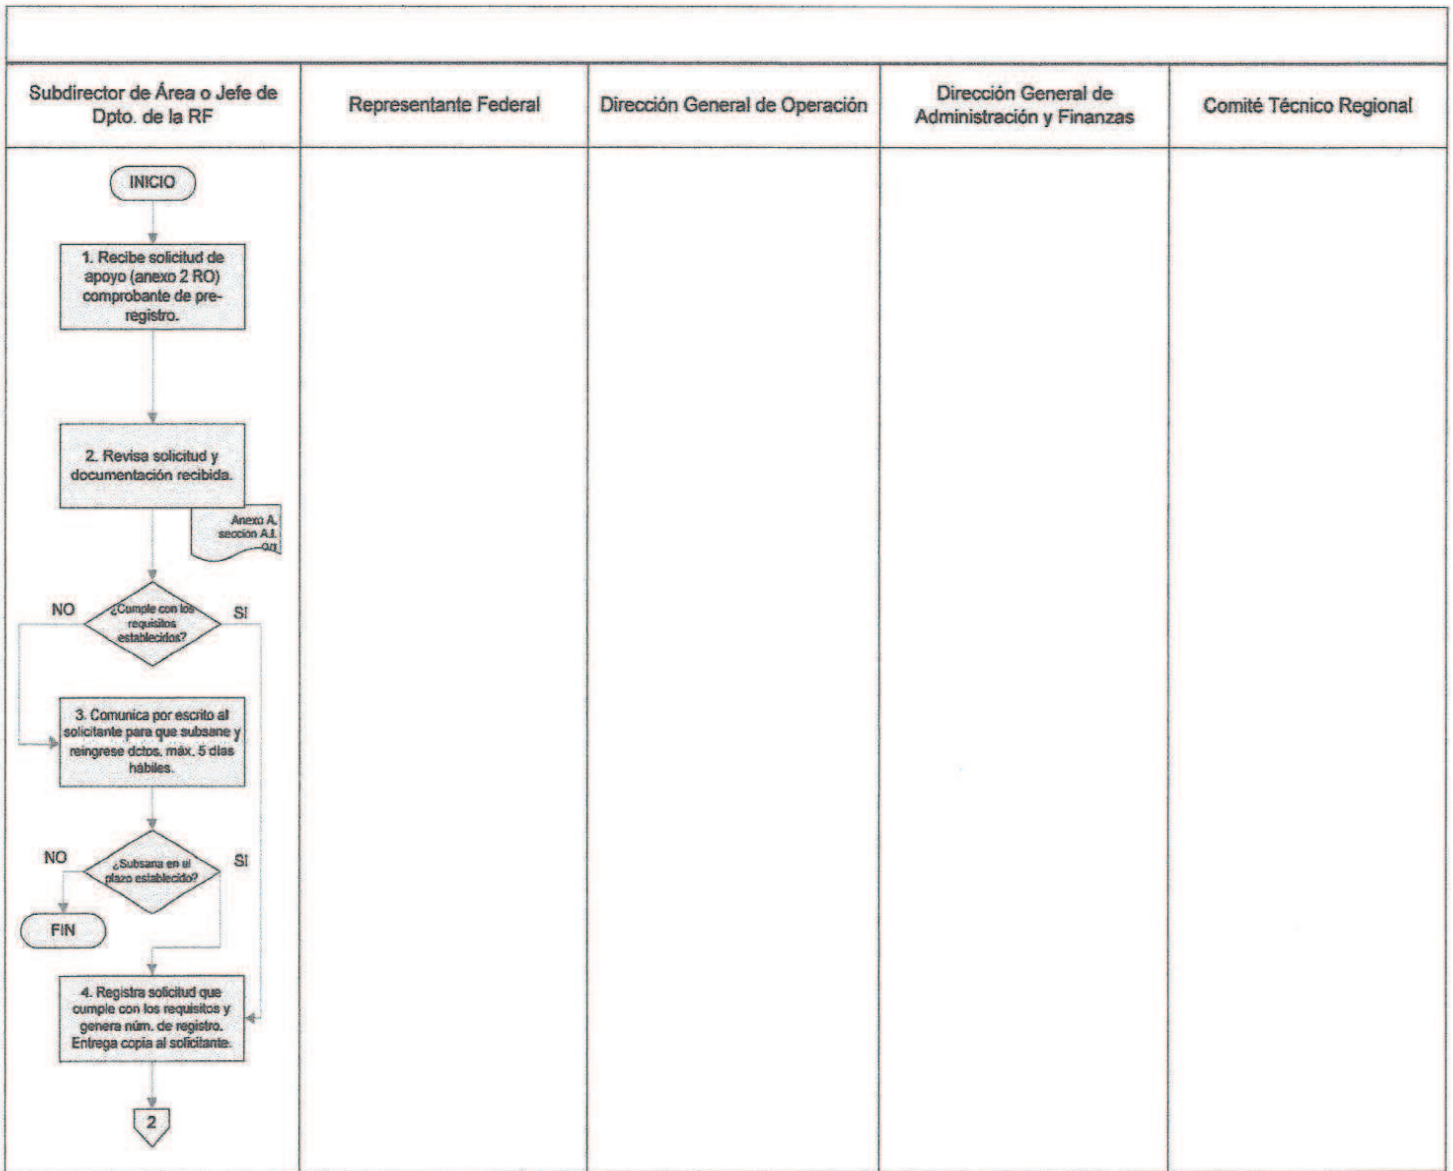 Subdirector de Área o Jefe de
Dpto. de la RF
Representante Federal
Dirección General de Operación
Dirección General de
Administración y Finanzas
Comité Técnico Regional
INICIO
1. Recibe solicitud de
apoyo (anexo 2 RO)
comprobante de pre-
registro.
2. Revisa solicitud y
documentación recibida.
Anexo A,
sección A.I.
NO
¿Cumple con los
requisitos
establecidos?
SI
3. Comunica por escrito al
solicitante para que subsane y
reingrese dctos. máx. 5 días
hábiles.
NO
¿Subsana en el
plazo establecido?
SI
FIN
4. Registra solicitud que
cumple con los requisitos y
genera núm. de registro.
Entrega copia al solicitante.
2